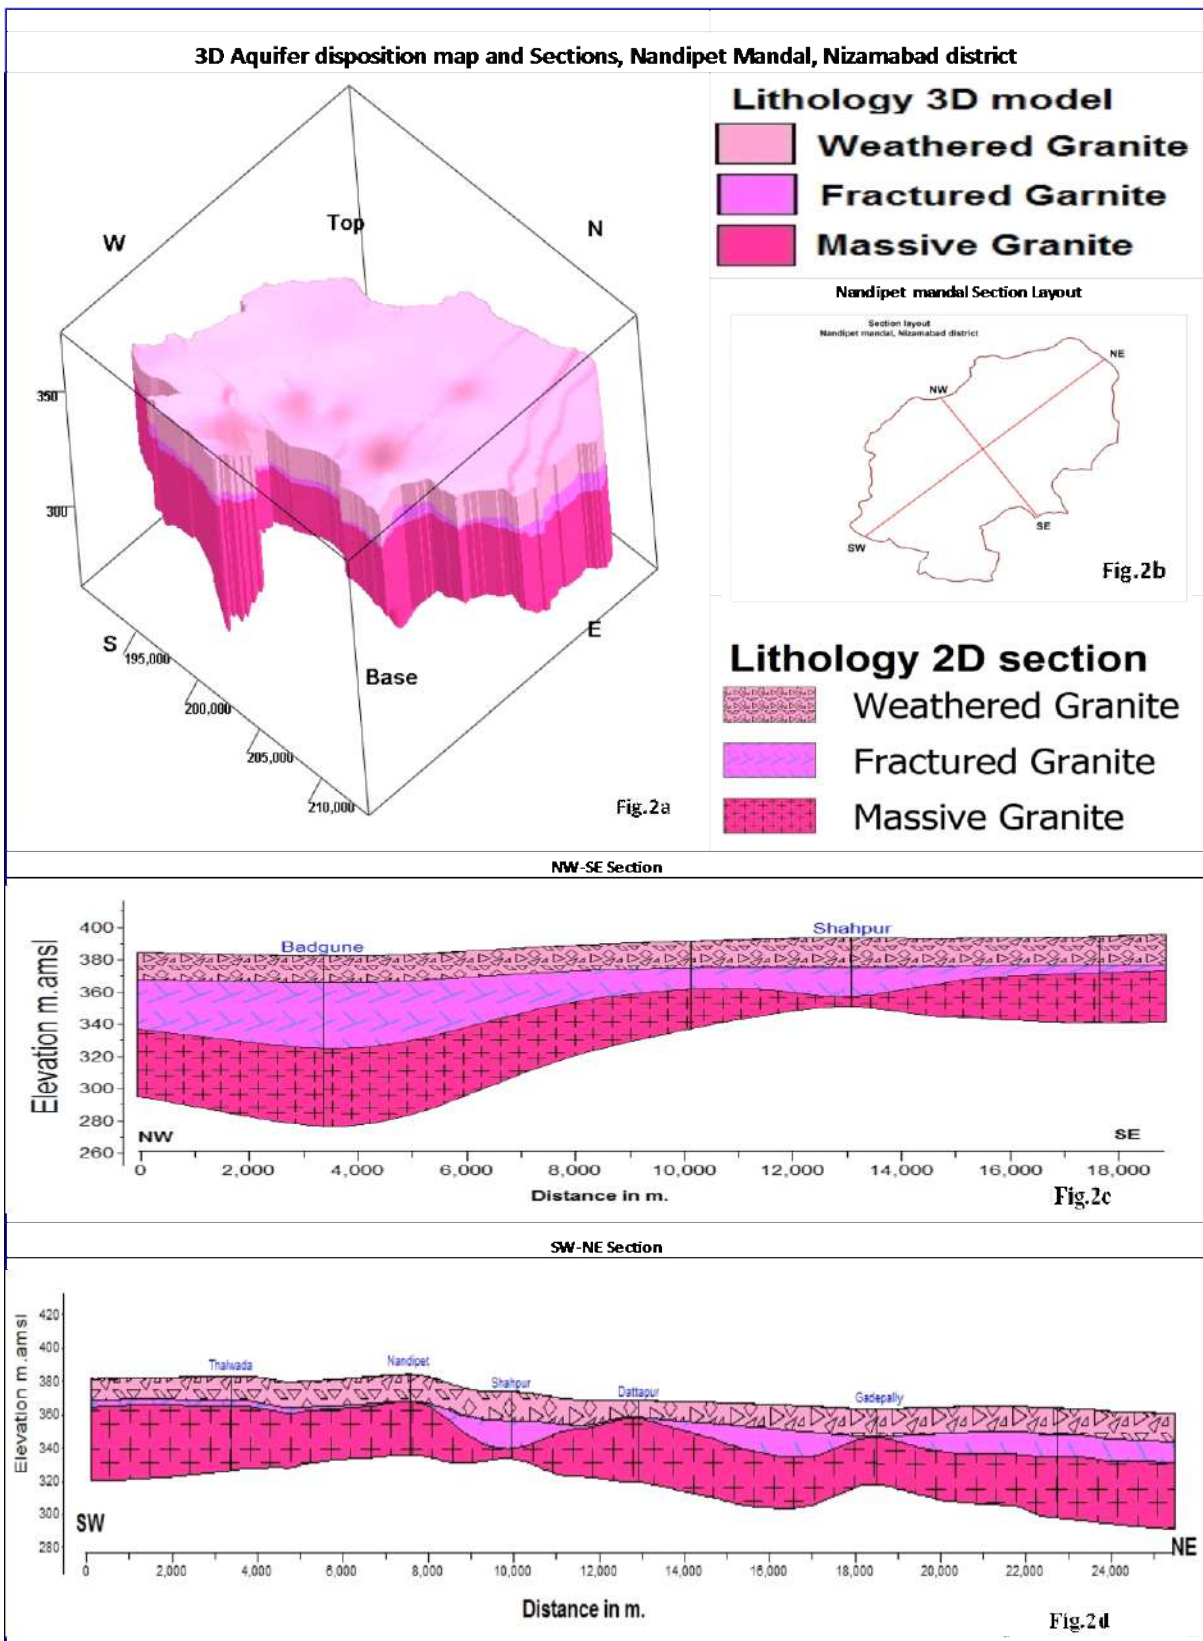 3D Aquifer disposition map and Sections, Nandipet Mandal, Nizamabad district
W
Top
N
350
300
S
E
Base
195,000
200,000
205,000
210,000
Fig.2a
Lithology 3D model
Weathered Granite
Fractured Garnite
Massive Granite
Nandipet mandal Section Layout
Section layout
Nandipet mandal, Nizamabad district
NE
NW
SE
SW
Fig.2b
Lithology 2D section
Weathered Granite
Fractured Granite
Massive Granite
NW-SE Section
Elevation m.amsl
400
380
360
340
320
300
280
260
Badgune
Shahpur
NW
SE
0 2,000 4,000 6,000 8,000 10,000 12,000 14,000 16,000 18,000
Distance in m.
Fig.2c
SW-NE Section
Elevation m.amsl
420
400
380
360
340
320
300
280
Thalwada
Nandipet
Shahpur
Dattapur
Gadepally
SW
NE
0 2,000 4,000 6,000 8,000 10,000 12,000 14,000 16,000 18,000 20,000 22,000 24,000
Distance in m.
Fig.2d